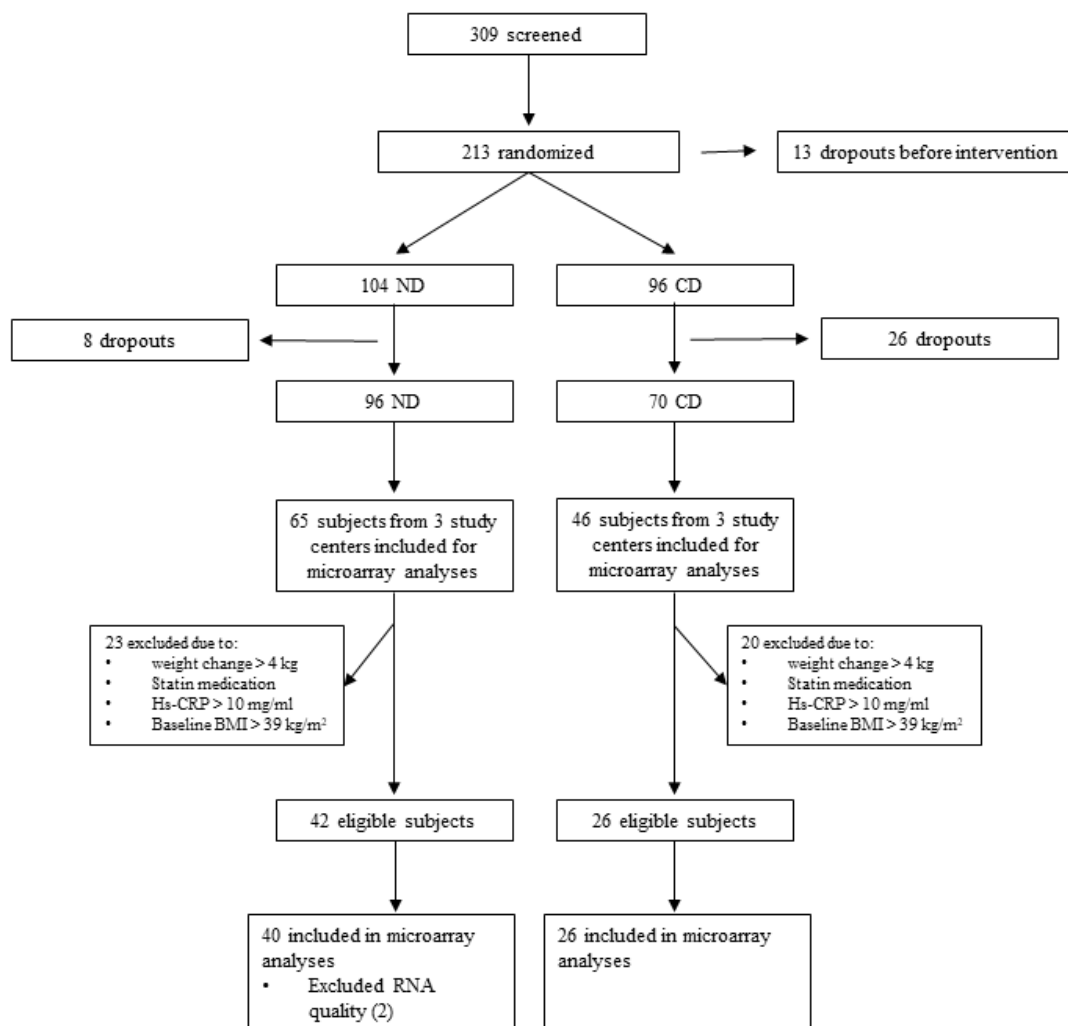 309 screened
213 randomized
13 dropouts before intervention
104 ND
96 CD
8 dropouts
26 dropouts
96 ND
70 CD
65 subjects from 3 study
centers included for
microarray analyses
46 subjects from 3 study
centers included for
microarray analyses
23 excluded due to:
• weight change > 4 kg
• Statin medication
• Hs-CRP > 10 mg/ml
• Baseline BMI > 39 kg/m²
20 excluded due to:
• weight change > 4 kg
• Statin medication
• Hs-CRP > 10 mg/ml
• Baseline BMI > 39 kg/m²
42 eligible subjects
26 eligible subjects
40 included in microarray
analyses
• Excluded RNA
quality (2)
26 included in microarray
analyses